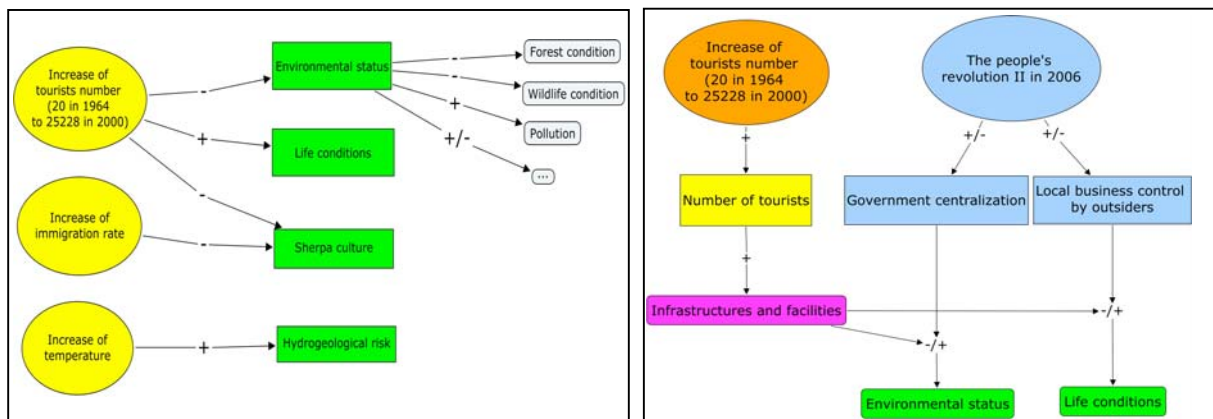 Increase of
tourists number
(20 in 1964
to 25228 in 2000)
-
+
-
Environmental status
-
-
+
+/-
Forest condition
Wildlife condition
Pollution
...
Life conditions
Increase of
immigration rate
-
Sherpa culture
Increase of
temperature
+
Hydrogeological risk
Increase of
tourists number
(20 in 1964
to 25228 in 2000)
The people's
revolution II in 2006
+
+/-
+/-
Number of tourists
Government centralization
Local business control
by outsiders
+
Infrastructures and facilities
-/+
-/+
Environmental status
Life conditions